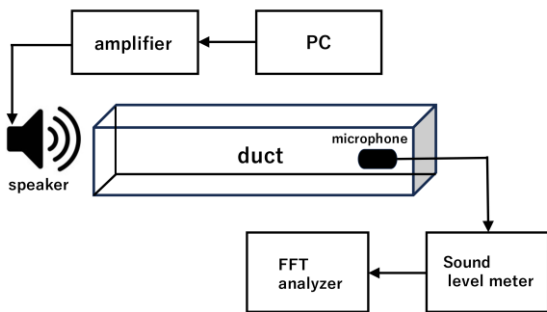 amplifier
PC
microphone
duct
speaker
FFT
analyzer
Sound
level meter